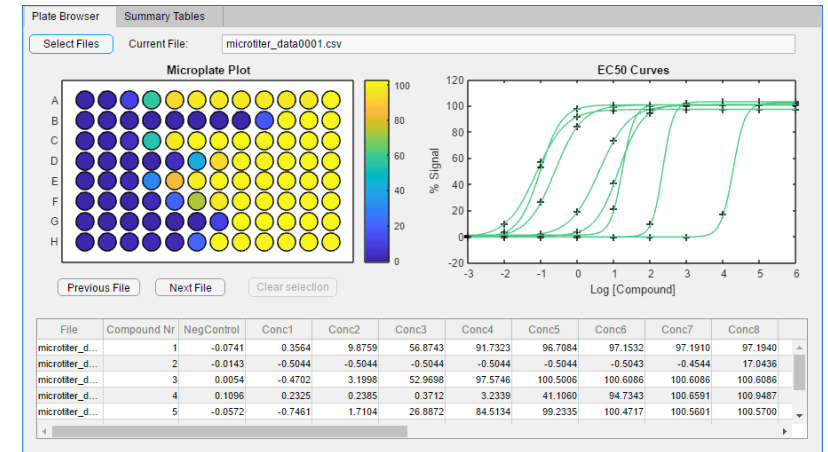 Plate Browser Summary Tables
Select Files Current File: microtiter_data0001.csv
Microplate Plot
A
B
C
D
E
F
G
H
100
80
60
40
20
0
EC50 Curves
120
100
80
60
40
20
0
-20
% Signal
-3 -2 -1 0 1 2 3 4 5 6
Log [Compound]
Previous File Next File Clear selection
File Compound Nr NegControl Conc1 Conc2 Conc3 Conc4 Conc5 Conc6 Conc7 Conc8
microtiter_d... 1 -0.0741 0.3564 9.8759 56.8743 91.7323 96.7084 97.1532 97.1910 97.1940
microtiter_d... 2 -0.0143 -0.5044 -0.5044 -0.5044 -0.5044 -0.5044 -0.5043 -0.4544 17.0436
microtiter_d... 3 0.0054 -0.4702 3.1998 52.9698 97.5746 100.5006 100.6086 100.6086 100.6086
microtiter_d... 4 0.1096 0.2325 0.2385 0.3712 3.2339 41.1060 94.7343 100.6591 100.9487
microtiter_d... 5 -0.0572 -0.7461 1.7104 26.8872 84.5134 99.2335 100.4717 100.5601 100.5700